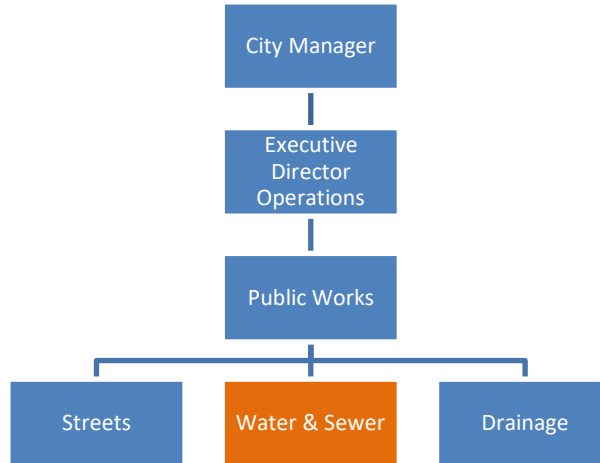 City Manager
Executive
Director
Operations
Public Works
Streets
Water & Sewer
Drainage